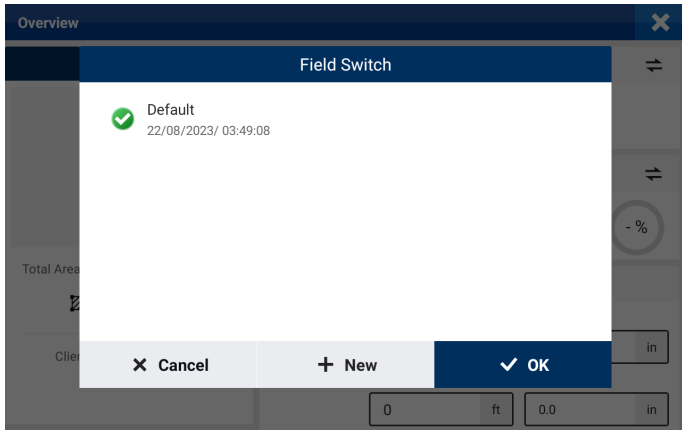 Overview
Field Switch
Default
22/08/2023/ 03:49:08
- %
Total Area
in
Cancel
New
OK
0
ft
0.0
in